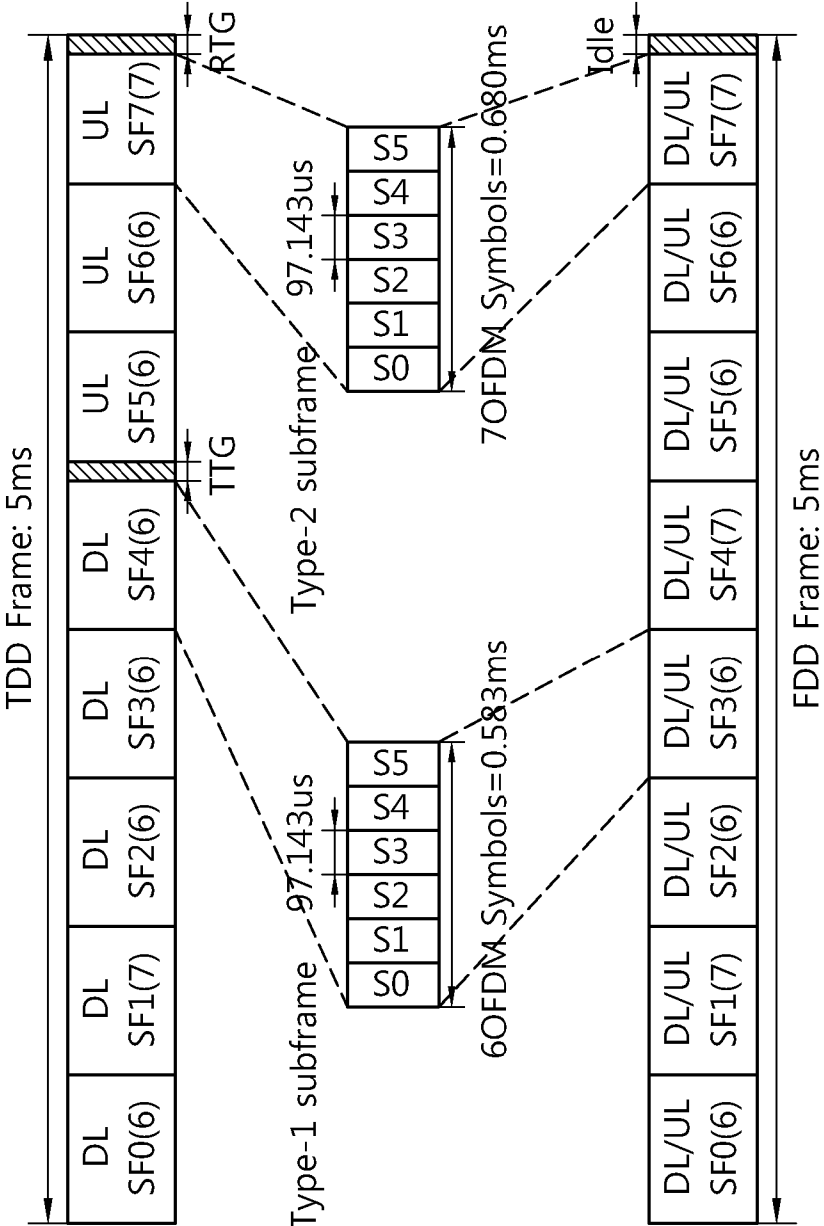 TDD Frame: 5ms
DL
SF0(6)
DL
SF1(7)
DL
SF2(6)
DL
SF3(6)
DL
SF4(6)
UL
SF5(6)
UL
SF6(6)
UL
SF7(7)
TTG
RTG
Type-1 subframe
97.143us
S0
S1
S2
S3
S4
S5
6OFDM Symbols=0.583ms
Type-2 subframe
97.143us
S0
S1
S2
S3
S4
S5
7OFDM Symbols=0.680ms
Idle
DL/UL
SF0(6)
DL/UL
SF1(7)
DL/UL
SF2(6)
DL/UL
SF3(6)
DL/UL
SF4(7)
DL/UL
SF5(6)
DL/UL
SF6(6)
DL/UL
SF7(7)
FDD Frame: 5ms